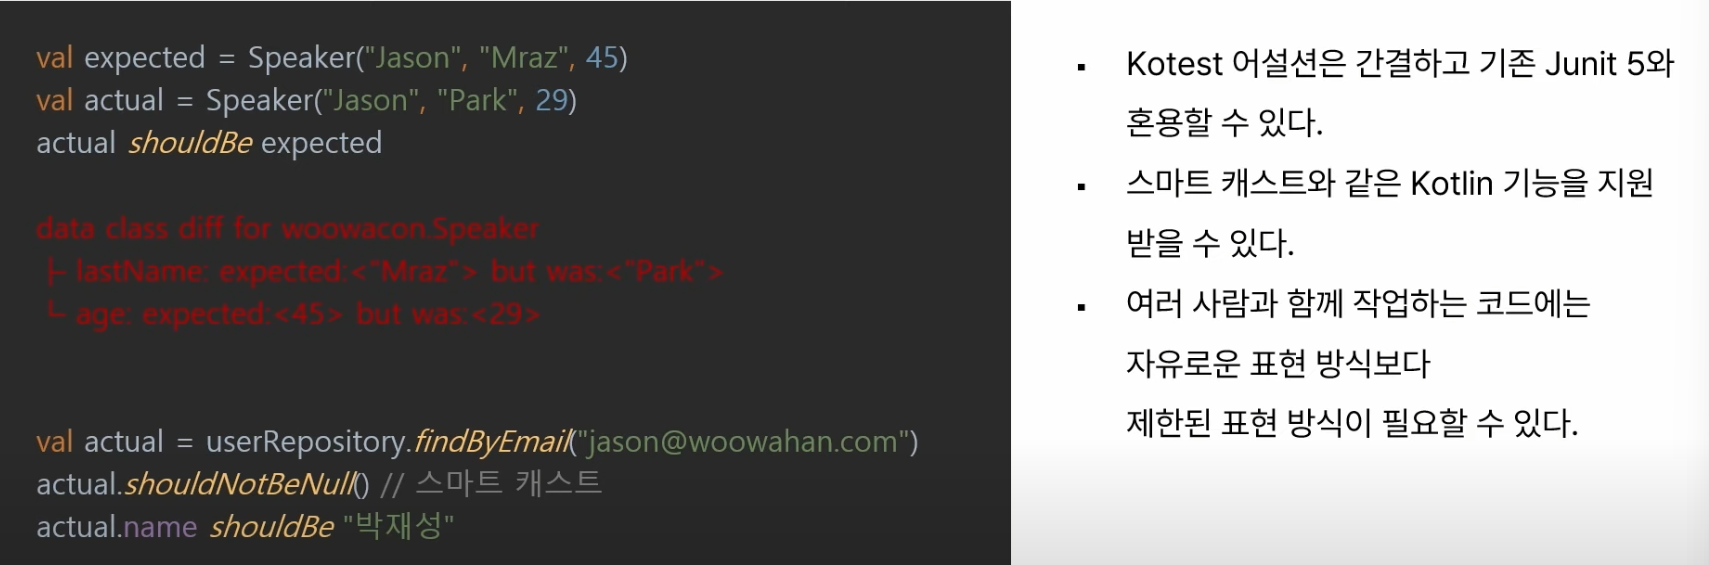 val expected = Speaker("Jason", "Mraz", 45)
val actual = Speaker("Jason", "Park", 29)
actual shouldBe expected
data class diff for woowacon.Speaker
├ lastName: expected:<"Mraz"> but was:<"Park">
└ age: expected:<45> but was:<29>
val actual = userRepository.findByEmail("jason@woowahan.com")
actual.shouldNotBeNull() // 스마트 캐스트
actual.name shouldBe "박재성"
▪ Kotest 어설션은 간결하고 기존 Junit 5와
혼용할 수 있다.
▪ 스마트 캐스트와 같은 Kotlin 기능을 지원
받을 수 있다.
▪ 여러 사람과 함께 작업하는 코드에는
자유로운 표현 방식보다
제한된 표현 방식이 필요할 수 있다.